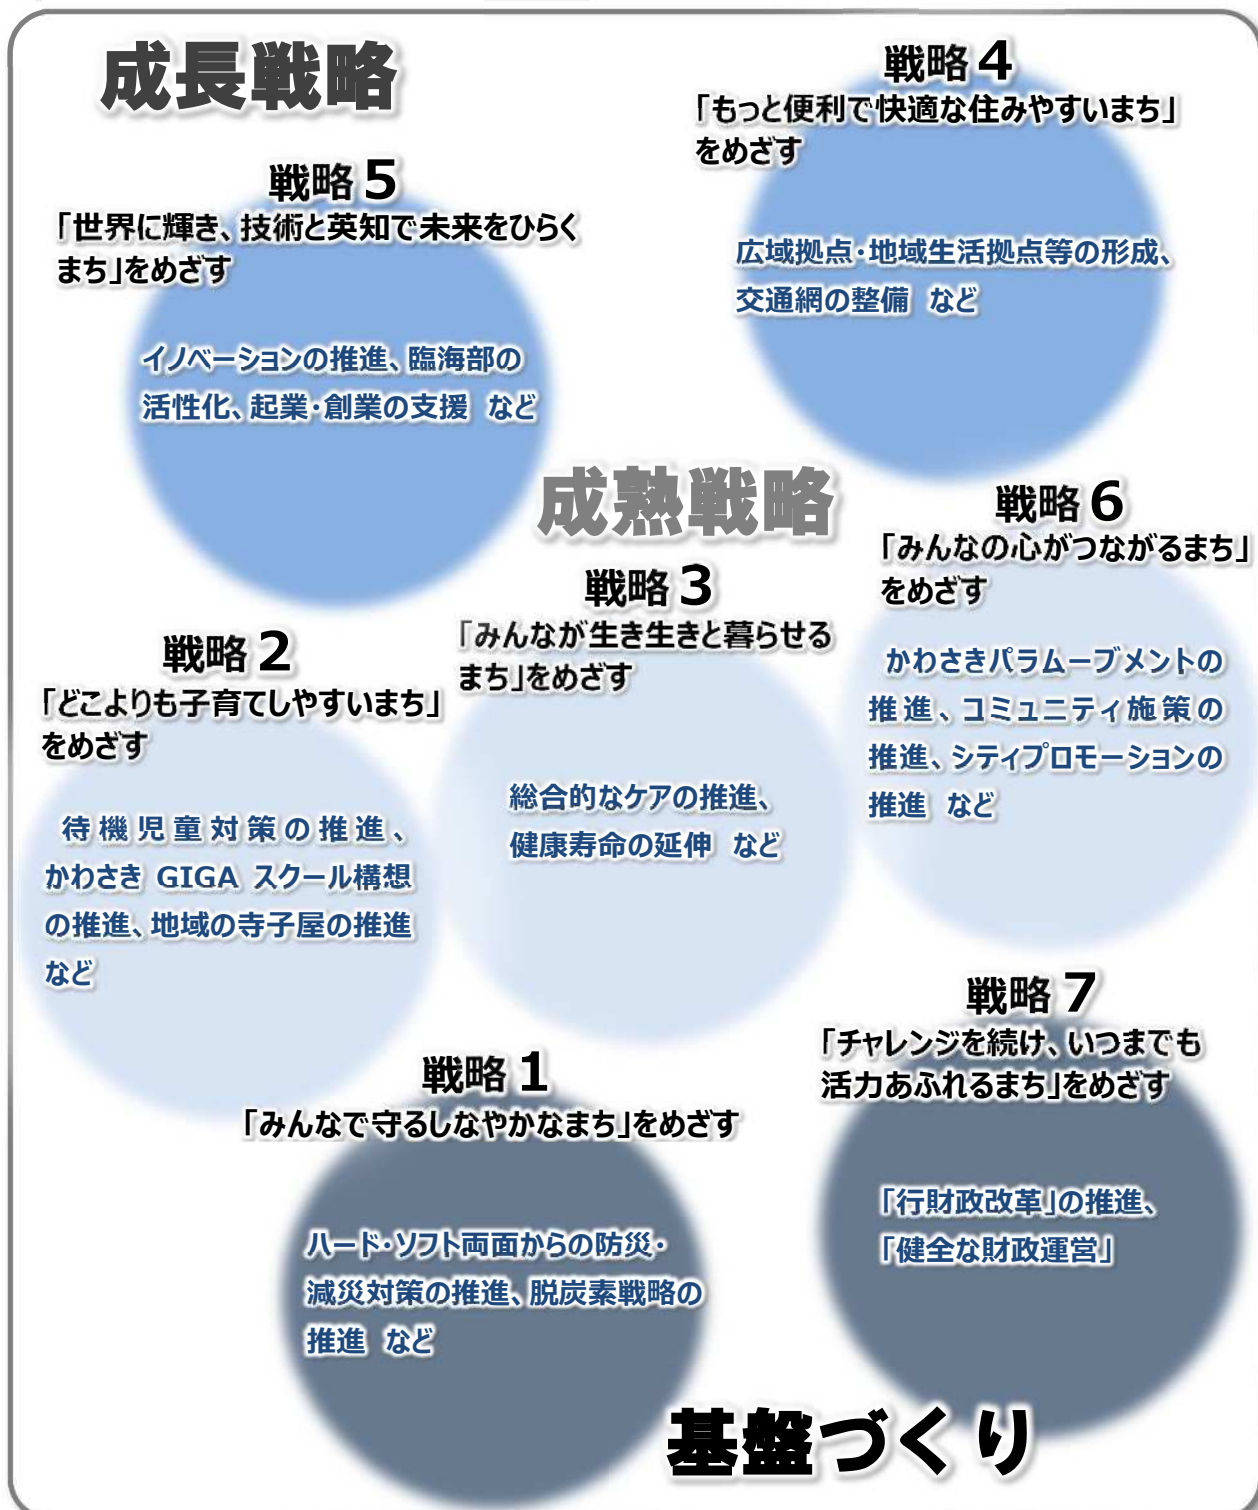 成長戦略
戦略4
「もっと便利で快適な住みやすいまち」
をめざす
広域拠点・地域生活拠点等の形成、
交通網の整備 など
戦略5
「世界に輝き、技術と英知で未来をひらく
まち」をめざす
イノベーションの推進、臨海部の
活性化、起業・創業の支援 など
成熟戦略
戦略6
「みんなの心がつながるまち」
をめざす
かわさきパラムーブメントの
推進、コミュニティ施策の
推進、シティプロモーションの
推進 など
戦略3
「みんなが生き生きと暮らせる
まち」をめざす
総合的なケアの推進、
健康寿命の延伸 など
戦略2
「どこよりも子育てしやすいまち」
をめざす
待機児童対策の推進、
かわさき GIGA スクール構想
の推進、地域の寺子屋の推進
など
戦略7
「チャレンジを続け、いつまでも
活力あふれるまち」をめざす
「行財政改革」の推進、
「健全な財政運営」
戦略1
「みんなで守るしなやかなまち」をめざす
ハード・ソフト両面からの防災・
減災対策の推進、脱炭素戦略の
推進 など
基盤づくり